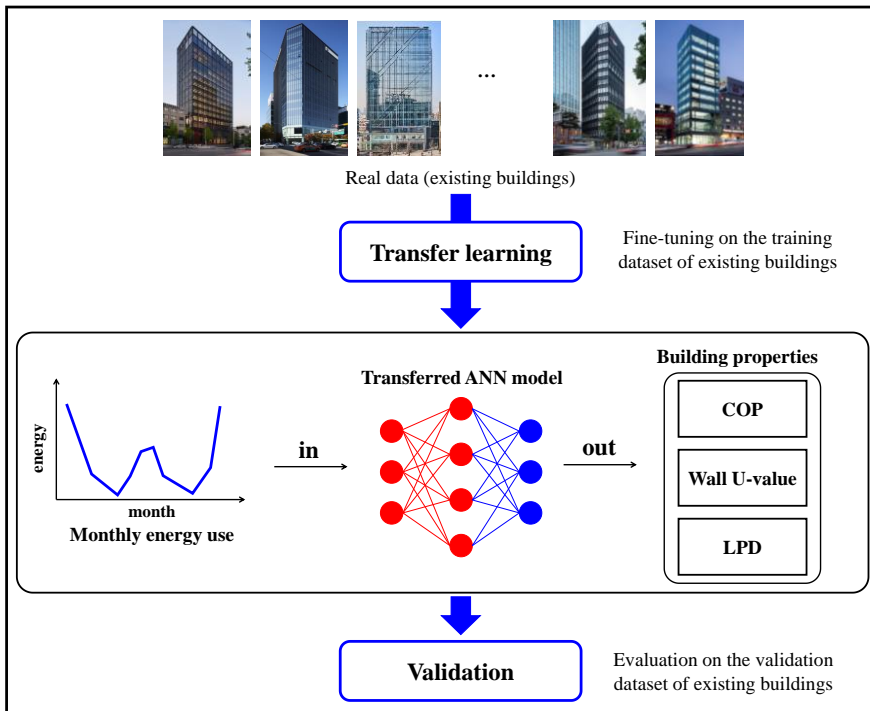 ...
Real data (existing buildings)
Transfer learning
Fine-tuning on the training
dataset of existing buildings
Building properties
Transferred ANN model
COP
energy
in
out
Wall U-value
month
Monthly energy use
LPD
Validation
Evaluation on the validation
dataset of existing buildings